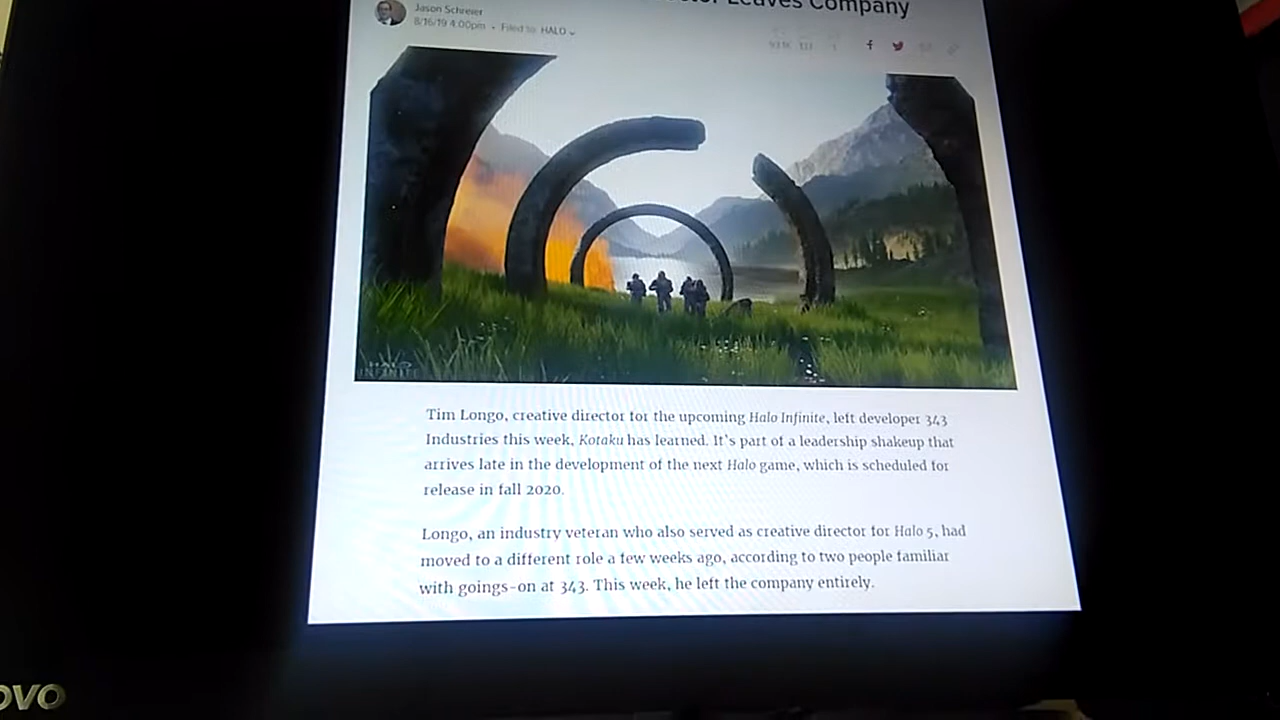 Leaves Company
Jason Schreier
8/16/19 4:00pm • Filed to: HALO
HALO
INFINITE
Tim Longo, creative director for the upcoming Halo Infinite, left developer 343
Industries this week, Kotaku has learned. It's part of a leadership shakeup that
arrives late in the development of the next Halo game, which is scheduled for
release in fall 2020.
Longo, an industry veteran who also served as creative director for Halo 5, had
moved to a different role a few weeks ago, according to two people familiar
with goings-on at 343. This week, he left the company entirely.
OVO